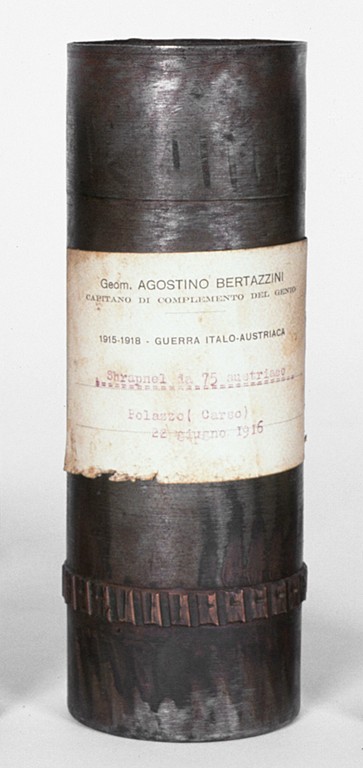 Geom. AGOSTINO BERTAZZINI
CAPITANO DI COMPLEMENTO DEL GENIO
1915-1918 - GUERRA ITALO-AUSTRIACA
Shrapnel da 75 austriaco
Polazzo( Carso)
22 giugno 1916